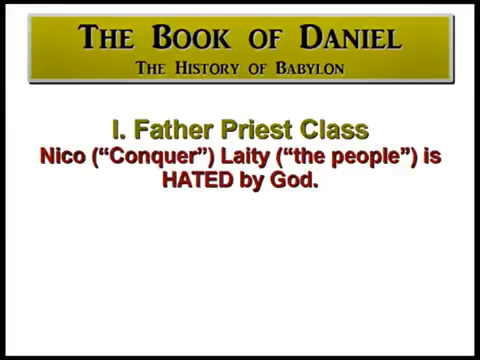 The Book of Daniel
The History of Babylon
I. Father Priest Class
Nico (“Conquer”) Laity (“the people”) is
HATED by God.